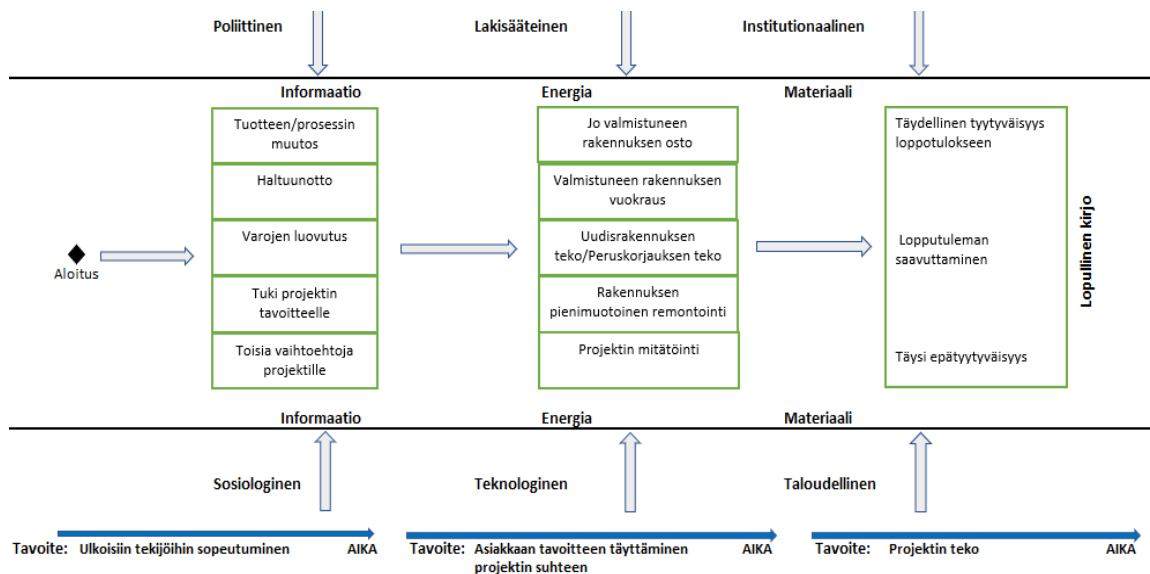 Poliittinen
Lakisääteinen
Institutionaalinen
Informaatio
Energia
Materiaali
Tuotteen/prosessin
muutos
Haltuunotto
Varojen luovutus
Tuki projektin
tavoitteelle
Toisia vaihtoehtoja
projektille
Jo valmistuneen
rakennuksen osto
Valmistuneen rakennuksen
vuokraus
Uudisrakennuksen
teko/Peruskorjauksen teko
Rakennuksen
pienimuotoinen remontointi
Projektin mitätöinti
Täydellinen tyytyväisyys
loppotulokseen
Lopputuleman
saavuttaminen
Täysi epätyytyväisyys
Lopullinen kirjo
Aloitus
Informaatio
Energia
Materiaali
Sosiologinen
Teknologinen
Taloudellinen
Tavoite: Ulkoisiin tekijöihin sopeutuminen AIKA
Tavoite: Asiakkaan tavoitteen täyttäminen AIKA
projektin suhteen
Tavoite: Projektin teko AIKA